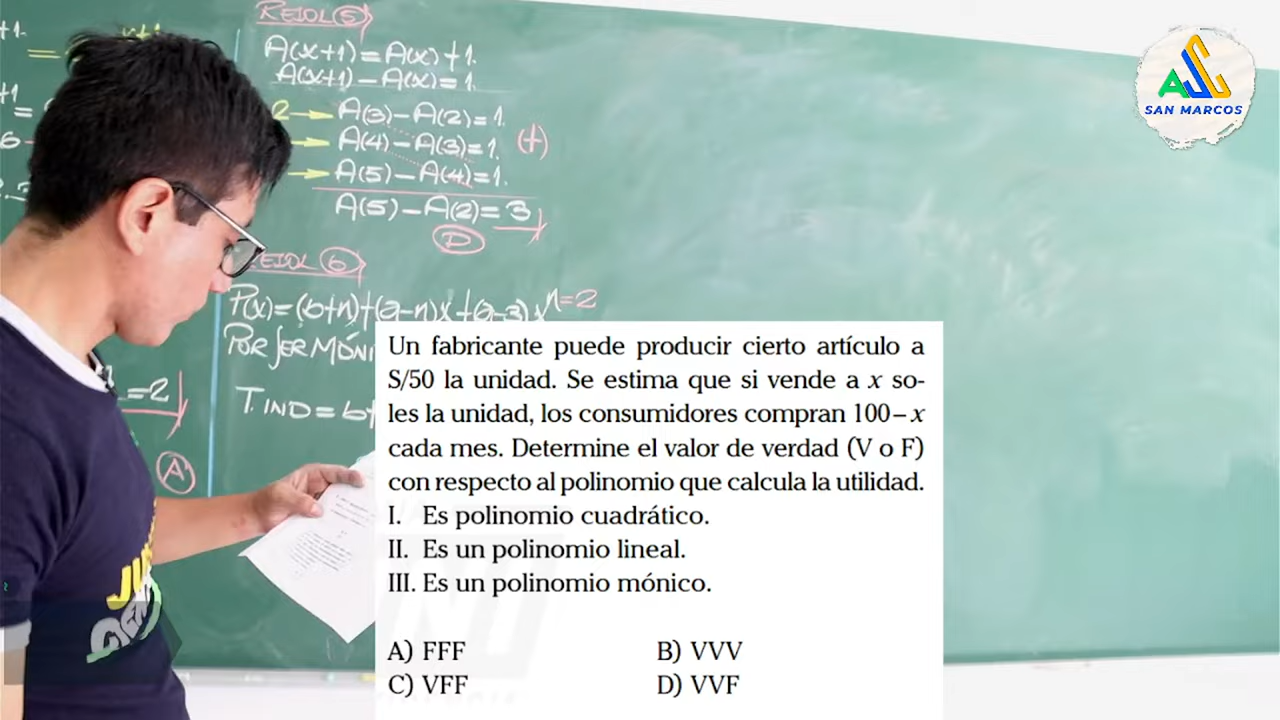 REJOL 5
A(x+1)=A(x)+1.
A(x+1)-A(x)=1.
2→ A(3)-A(2)=1.
→ A(4)-A(3)=1. (+)
→ A(5)-A(4)=1.
A(5)-A(2)=3
D
6
P(x)=(b+n)+(a-n)x+(a-3)x n=2
POR SER MÓNI
=2
T.IND=b+
A
SAN MARCOS
Un fabricante puede producir cierto artículo a
S/50 la unidad. Se estima que si vende a x so-
les la unidad, los consumidores compran 100–x
cada mes. Determine el valor de verdad (V o F)
con respecto al polinomio que calcula la utilidad.
I. Es polinomio cuadrático.
II. Es un polinomio lineal.
III. Es un polinomio mónico.
A) FFF B) VVV
C) VFF D) VVF